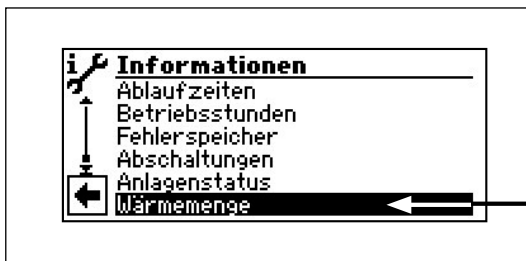 Informationen
Ablaufzeiten
Betriebsstunden
Fehlerspeicher
Abschaltungen
Anlagenstatus
Wärmemenge